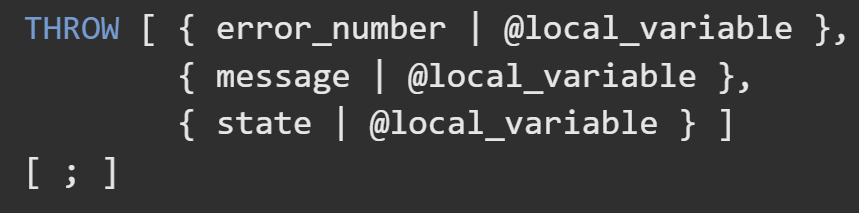 THROW [ { error_number | @local_variable },
{ message | @local_variable },
{ state | @local_variable } ]
[ ; ]